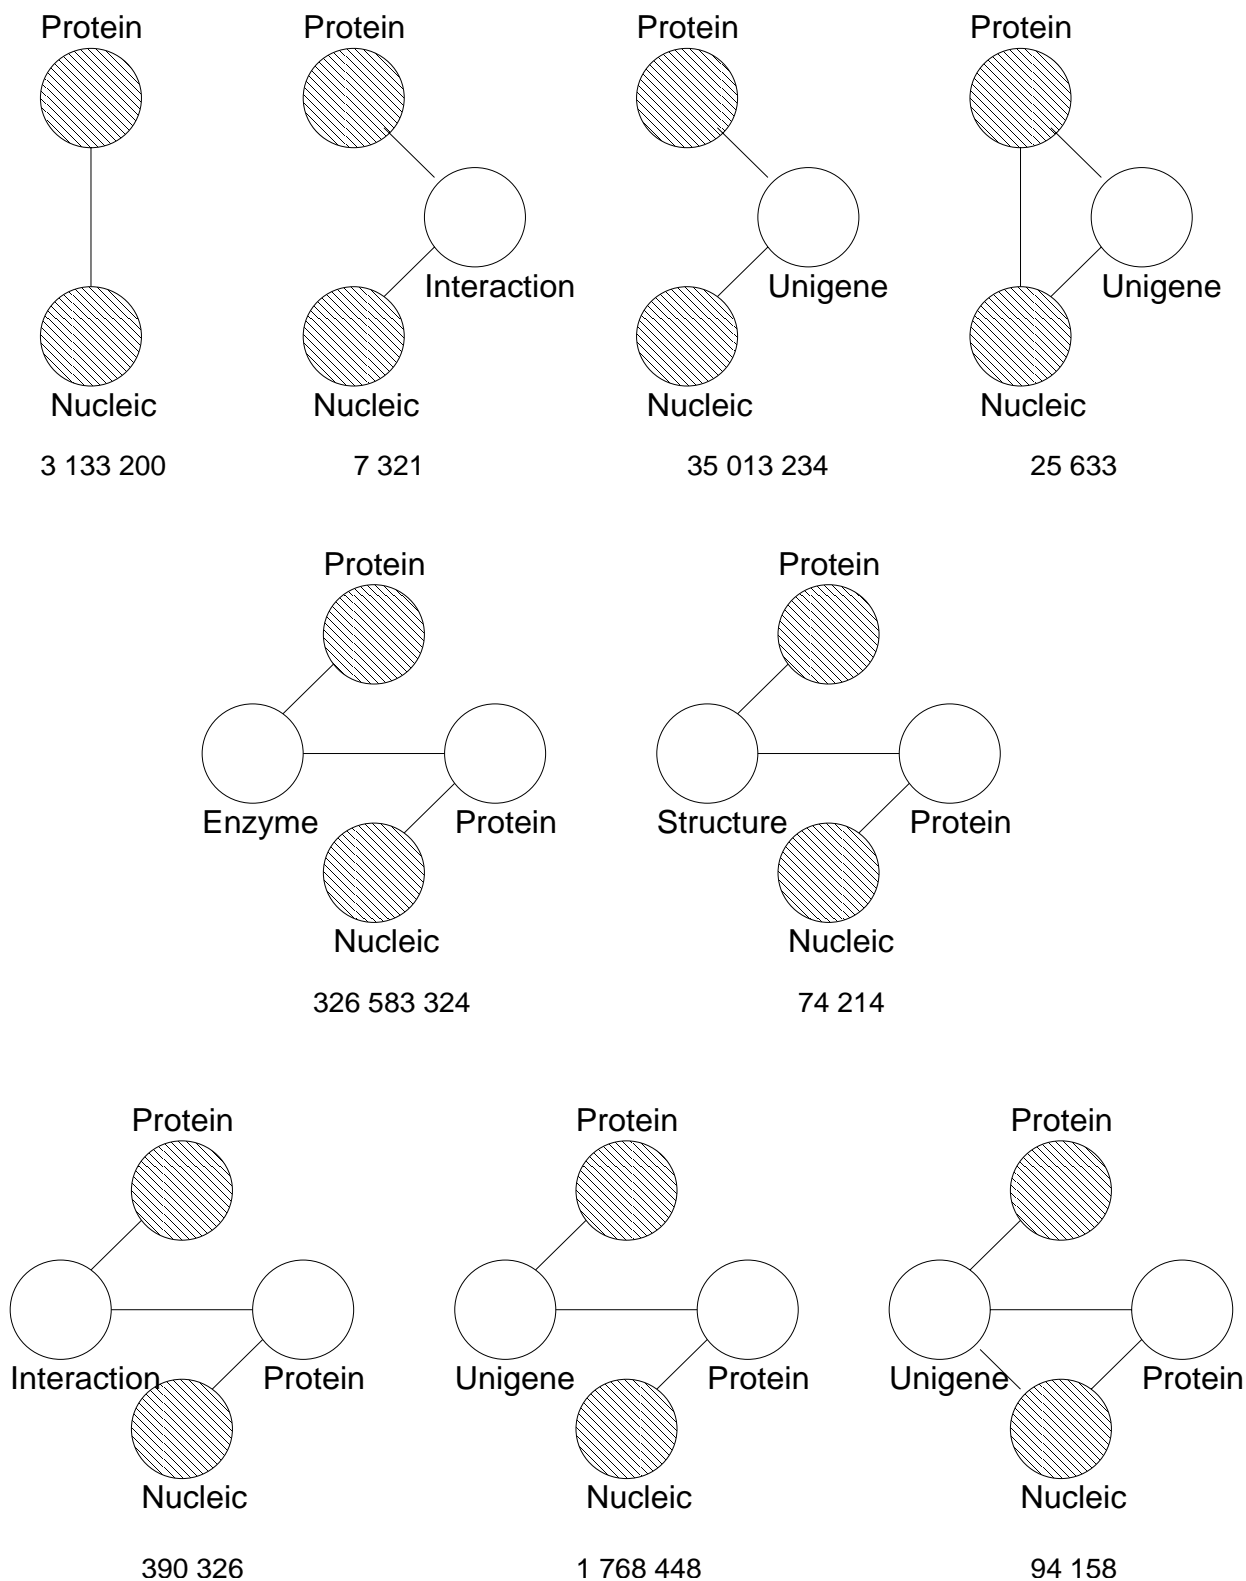 Protein Protein Protein Protein
Interaction Unigene Unigene
Nucleic Nucleic Nucleic Nucleic
3 133 200 7 321 35 013 234 25 633
Protein Protein
Enzyme Protein Structure Protein
Nucleic Nucleic
326 583 324 74 214
Protein Protein Protein
Interaction Protein Unigene Protein Unigene Protein
Nucleic Nucleic Nucleic
390 326 1 768 448 94 158